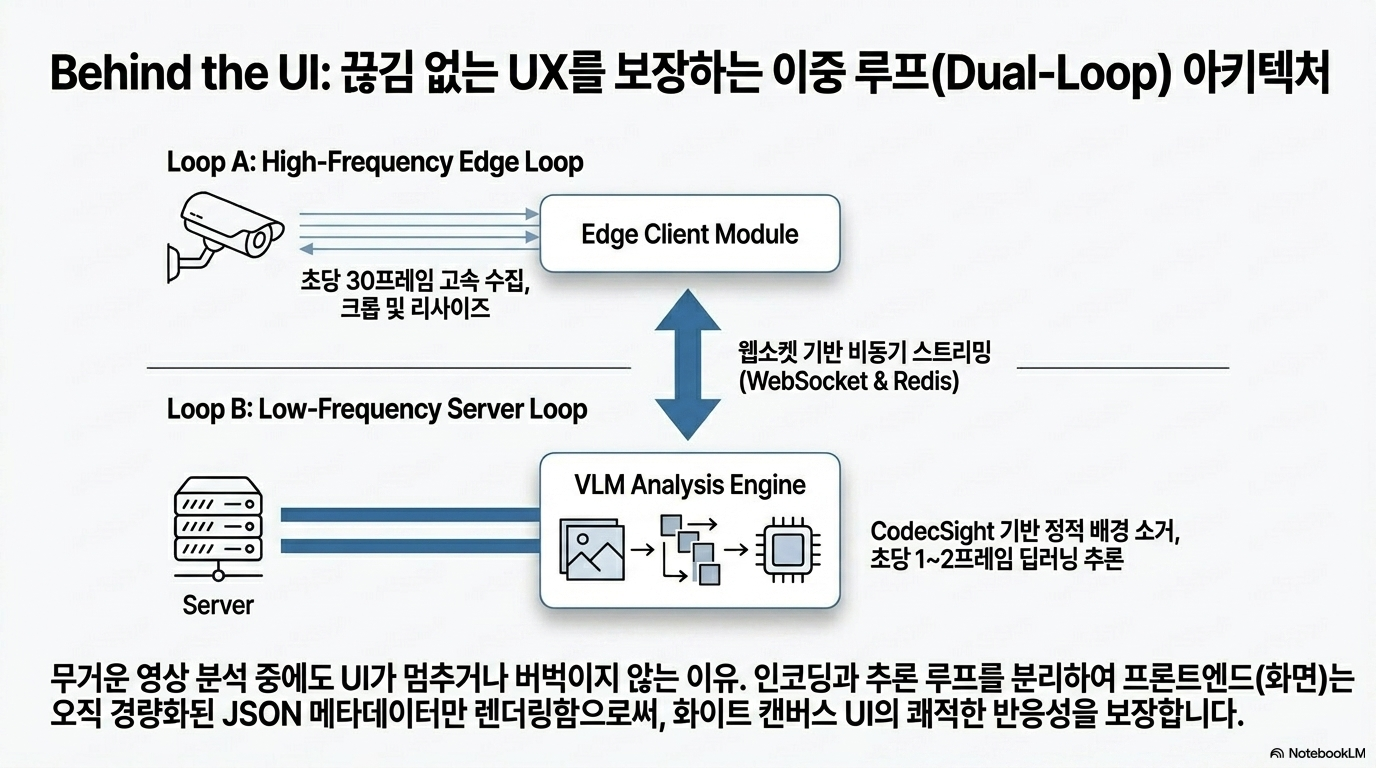 Behind the UI: 끊김 없는 UX를 보장하는 이중 루프(Dual-Loop) 아키텍처
Loop A: High-Frequency Edge Loop
Edge Client Module
초당 30프레임 고속 수집,
크롭 및 리사이즈
웹소켓 기반 비동기 스트리밍
(WebSocket & Redis)
Loop B: Low-Frequency Server Loop
Server
VLM Analysis Engine
CodecSight 기반 정적 배경 소거,
초당 1~2프레임 딥러닝 추론
무거운 영상 분석 중에도 UI가 멈추거나 버벅이지 않는 이유. 인코딩과 추론 루프를 분리하여 프론트엔드(화면)는
오직 경량화된 JSON 메타데이터만 렌더링함으로써, 화이트 캔버스 UI의 쾌적한 반응성을 보장합니다.
NotebookLM